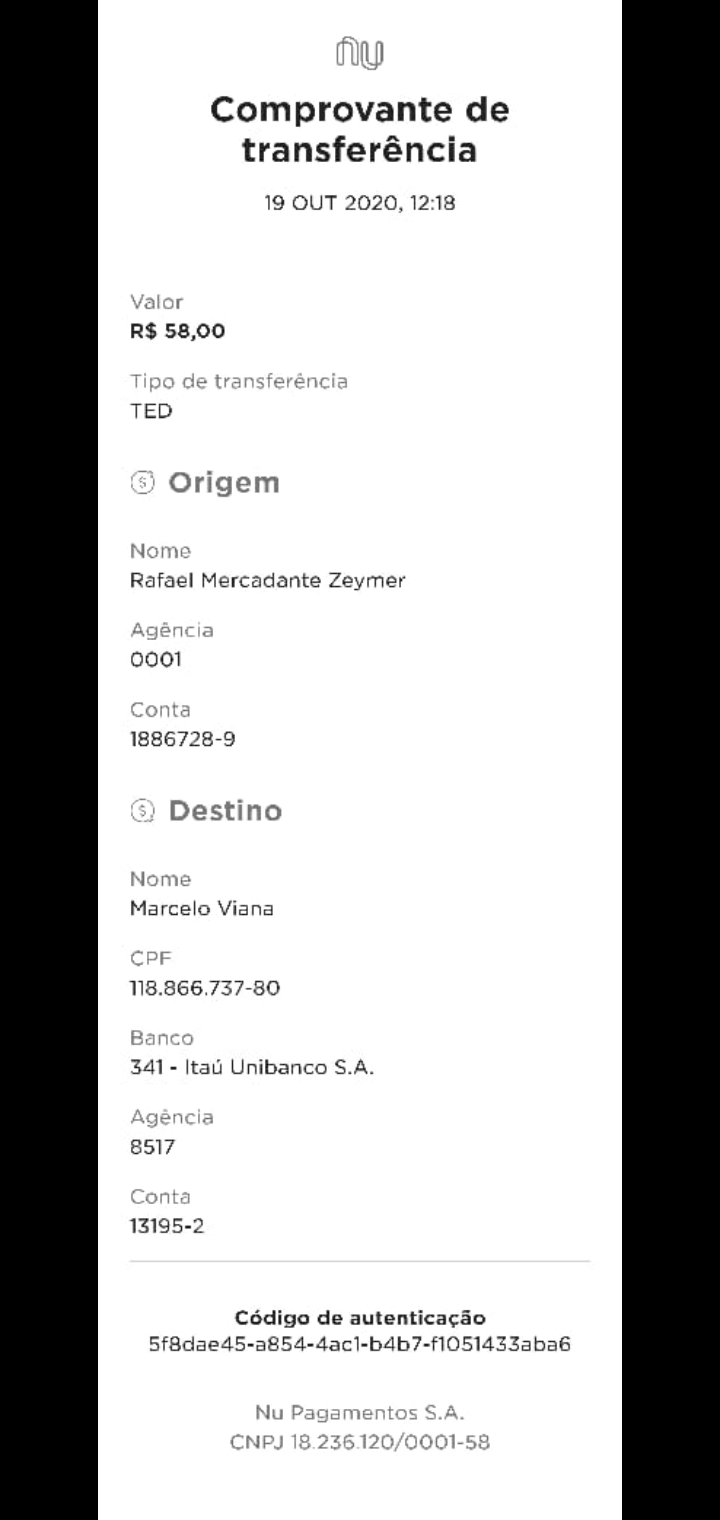 nu
Comprovante de
transferência
19 OUT 2020, 12:18
Valor
R$ 58,00
Tipo de transferência
TED
Origem
Nome
Rafael Mercadante Zeymer
Agência
0001
Conta
1886728-9
Destino
Nome
Marcelo Viana
CPF
118.866.737-80
Banco
341 - Itaú Unibanco S.A.
Agência
8517
Conta
13195-2
Código de autenticação
5f8dae45-a854-4ac1-b4b7-f1051433aba6
Nu Pagamentos S.A.
CNPJ 18.236.120/0001-58